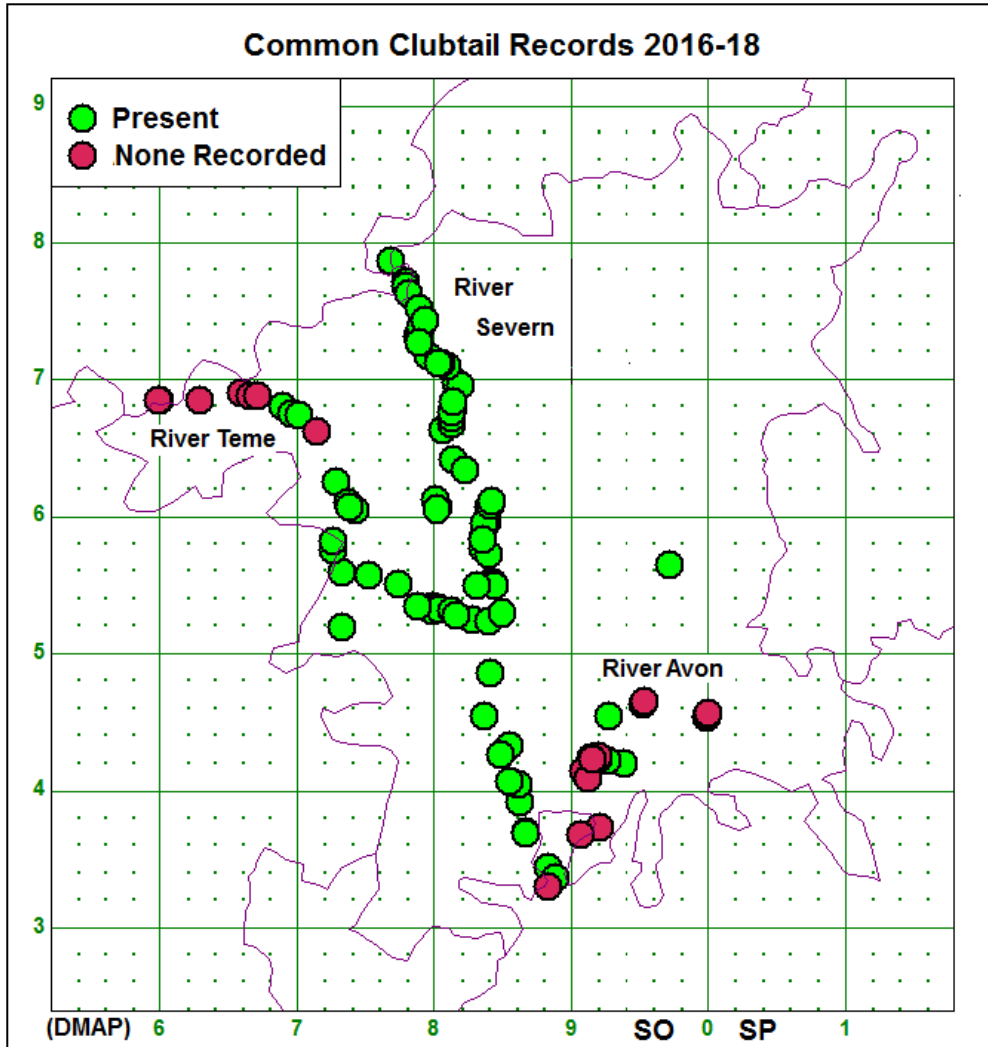 Common Clubtail Records 2016-18
Present
None Recorded
9
8
7
6
5
4
3
River
Severn
River Teme
River Avon
(DMAP) 6 7 8 9 SO 0 SP 1